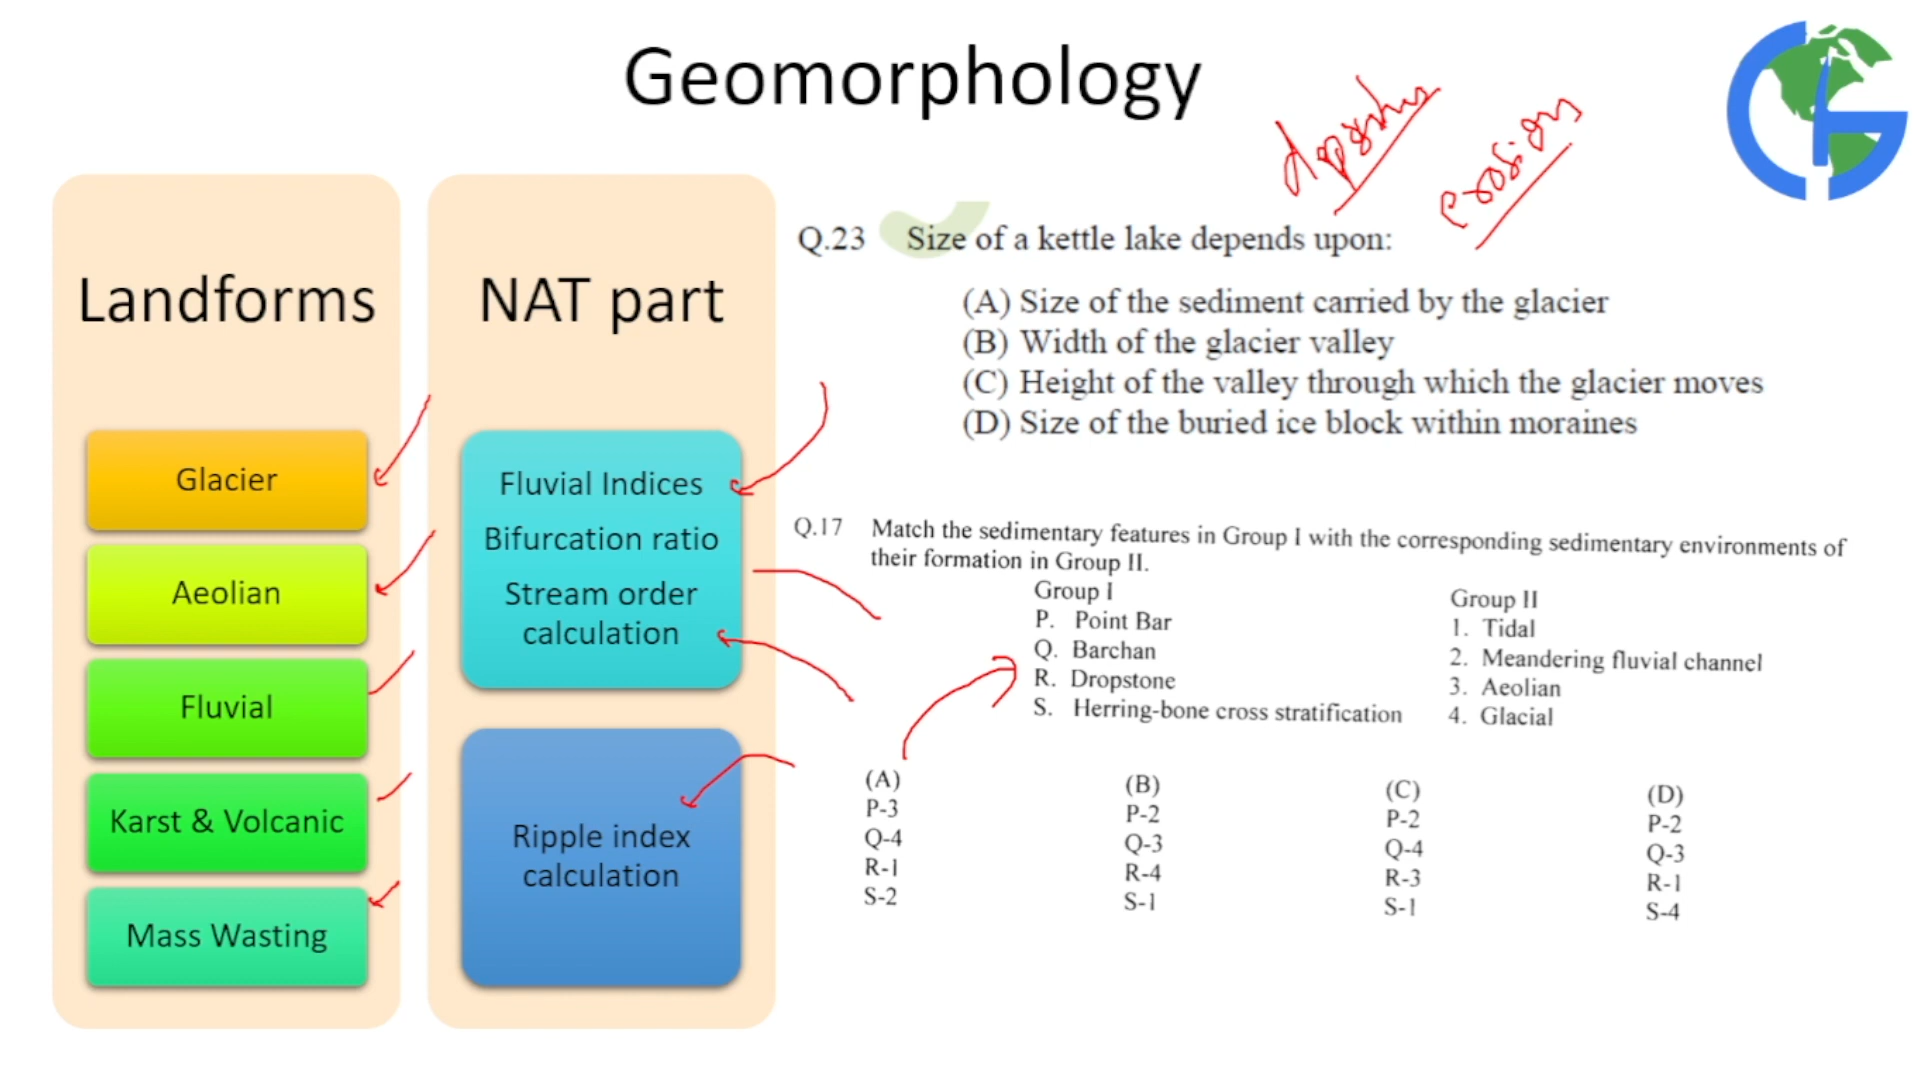 Geomorphology
Landforms
Glacier
Aeolian
Fluvial
Karst & Volcanic
Mass Wasting
NAT part
Fluvial Indices
Bifurcation ratio
Stream order
calculation
Ripple index
calculation
erosion
Q.23 Size of a kettle lake depends upon:
(A) Size of the sediment carried by the glacier
(B) Width of the glacier valley
(C) Height of the valley through which the glacier moves
(D) Size of the buried ice block within moraines
Q.17 Match the sedimentary features in Group I with the corresponding sedimentary environments of
their formation in Group II.
Group I
P. Point Bar
Q. Barchan
R. Dropstone
S. Herring-bone cross stratification
Group II
1. Tidal
2. Meandering fluvial channel
3. Aeolian
4. Glacial
(A)
P-3
Q-4
R-1
S-2
(B)
P-2
Q-3
R-4
S-1
(C)
P-2
Q-4
R-3
S-1
(D)
P-2
Q-3
R-1
S-4